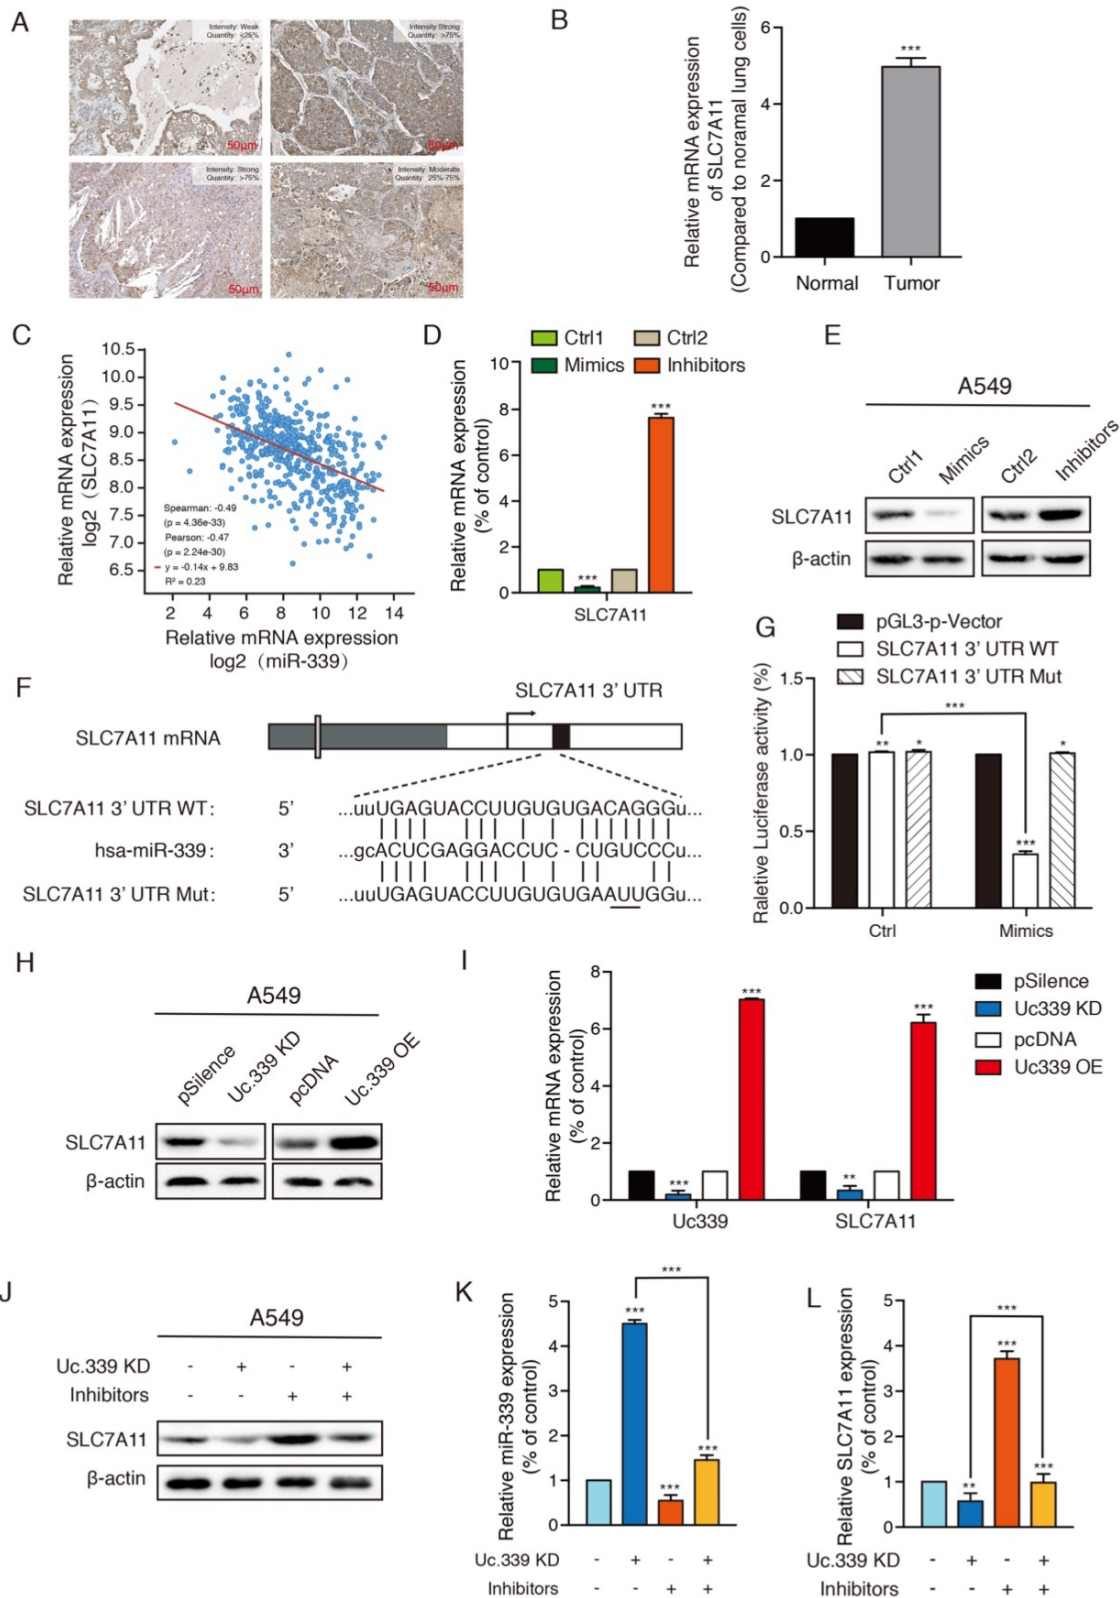 A
Intensity: Weak
Quantity: <25%
50μm
Intensity:Strong
Quantity: >75%
50μm
Intensity: Strong
Quantity: >75%
50μm
Intensity: Moderate
Quantity: 25%-75%
50μm
B
Relative mRNA expression
of SLC7A11
(Compared to noramal lung cells)
6
4
2
0
***
Normal
Tumor
C
Relative mRNA expression
log2 (SLC7A11)
10.5
10.0
9.5
9.0
8.5
8.0
7.5
7.0
6.5
Spearman: -0.49
(p = 4.36e-33)
Pearson: -0.47
(p = 2.24e-30)
y = -0.14x + 9.83
R² = 0.23
2 4 6 8 10 12 14
Relative mRNA expression
log2 (miR-339)
D
Ctrl1
Ctrl2
Mimics
Inhibitors
Relative mRNA expression
(% of control)
10
8
6
4
2
0
***
***
SLC7A11
E
A549
Ctrl1
Mimics
Ctrl2
Inhibitors
SLC7A11
β-actin
F
SLC7A11 3' UTR
SLC7A11 mRNA
SLC7A11 3' UTR WT: 5' ...uuUGAGUACCUUGUGUGACAGGGu...
hsa-miR-339: 3' ...gcACUCGAGGACCUC - CUGUCCCu...
SLC7A11 3' UTR Mut: 5' ...uuUGAGUACCUUGUGUGAAUUGGu...
G
pGL3-p-Vector
SLC7A11 3' UTR WT
SLC7A11 3' UTR Mut
Raletive Luciferase activity (%)
1.5
1.0
0.5
0.0
***
**
*
***
*
Ctrl
Mimics
H
A549
pSilence
Uc.339 KD
pcDNA
Uc.339 OE
SLC7A11
β-actin
I
Relative mRNA expression
(% of control)
8
6
4
2
0
***
***
**
***
Uc339
SLC7A11
pSilence
Uc339 KD
pcDNA
Uc339 OE
J
A549
Uc.339 KD - + - +
Inhibitors - - + +
SLC7A11
β-actin
K
Relative miR-339 expression
(% of control)
5
4
3
2
1
0
***
***
***
***
Uc.339 KD - + - +
Inhibitors - - + +
L
Relative SLC7A11 expression
(% of control)
5
4
3
2
1
0
***
**
***
***
Uc.339 KD - + - +
Inhibitors - - + +